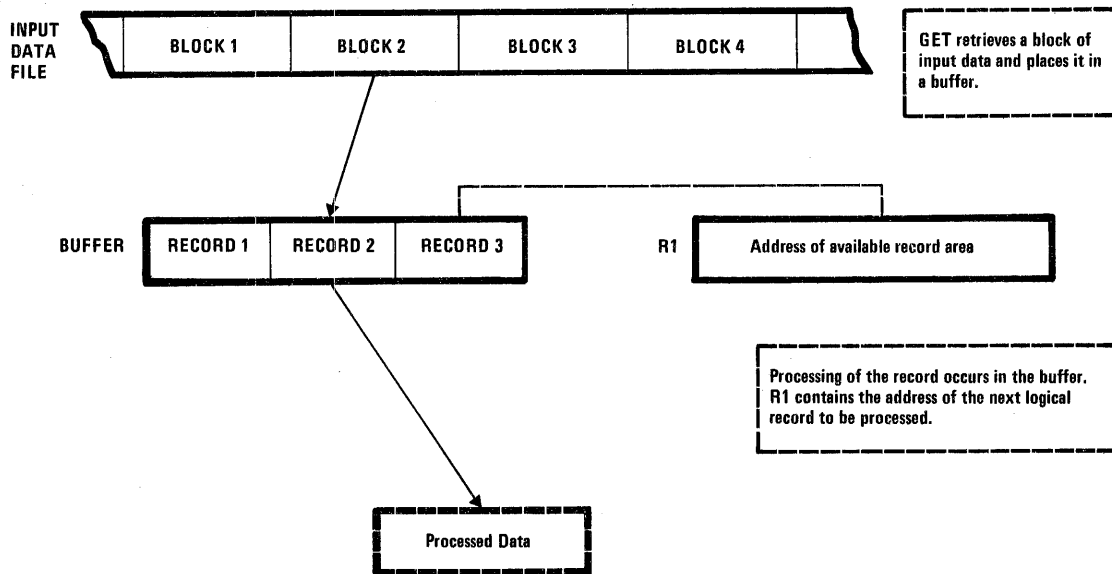 INPUT
DATA
FILE
BLOCK 1
BLOCK 2
BLOCK 3
BLOCK 4
GET retrieves a block of
input data and places it in
a buffer.
BUFFER
RECORD 1
RECORD 2
RECORD 3
R1
Address of available record area
Processing of the record occurs in the buffer.
R1 contains the address of the next logical
record to be processed.
Processed Data